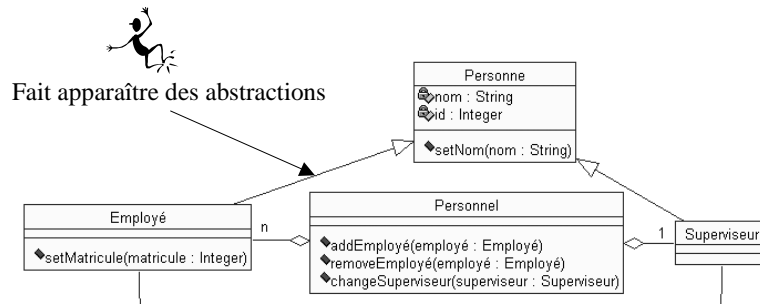 Fait apparaître des abstractions
Personne
nom : String
id : Integer
setNom(nom : String)
Employé
setMatricule(matricule : Integer)
n
Personnel
addEmployé(employé : Employé)
removeEmployé(employé : Employé)
changeSuperviseur(superviseur : Superviseur)
1
Superviseur